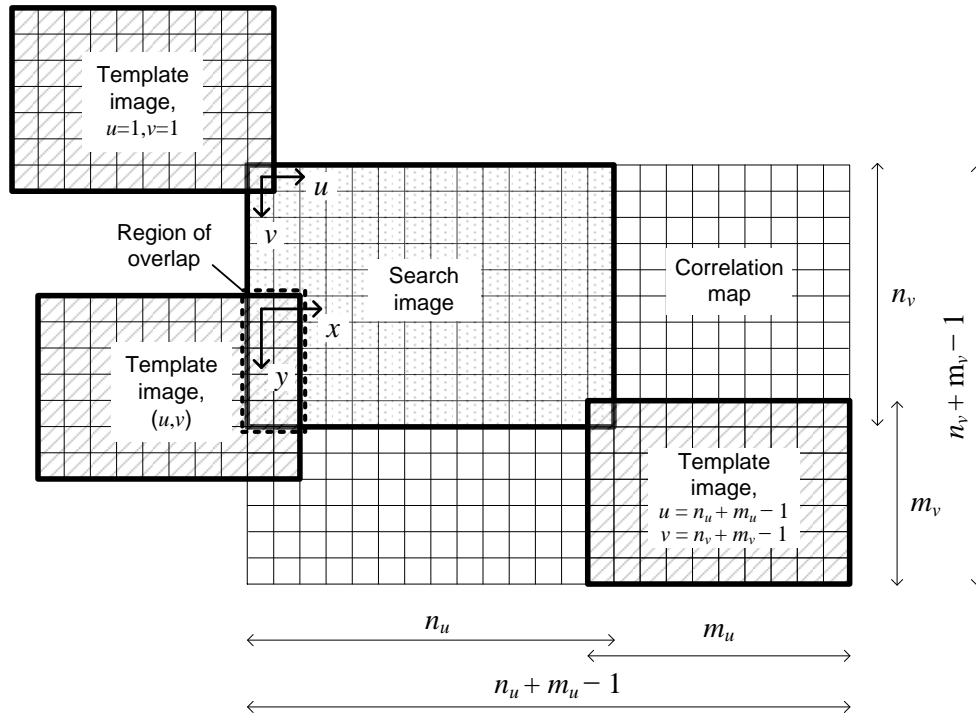 Template
image,
u=1,v=1
u
v
Region of
overlap
Search
image
Correlation
map
n_v
n_v + m_v − 1
x
y
Template
image,
(u,v)
Template
image,
u = n_u + m_u − 1
v = n_v + m_v − 1
m_v
n_u
m_u
n_u + m_u − 1